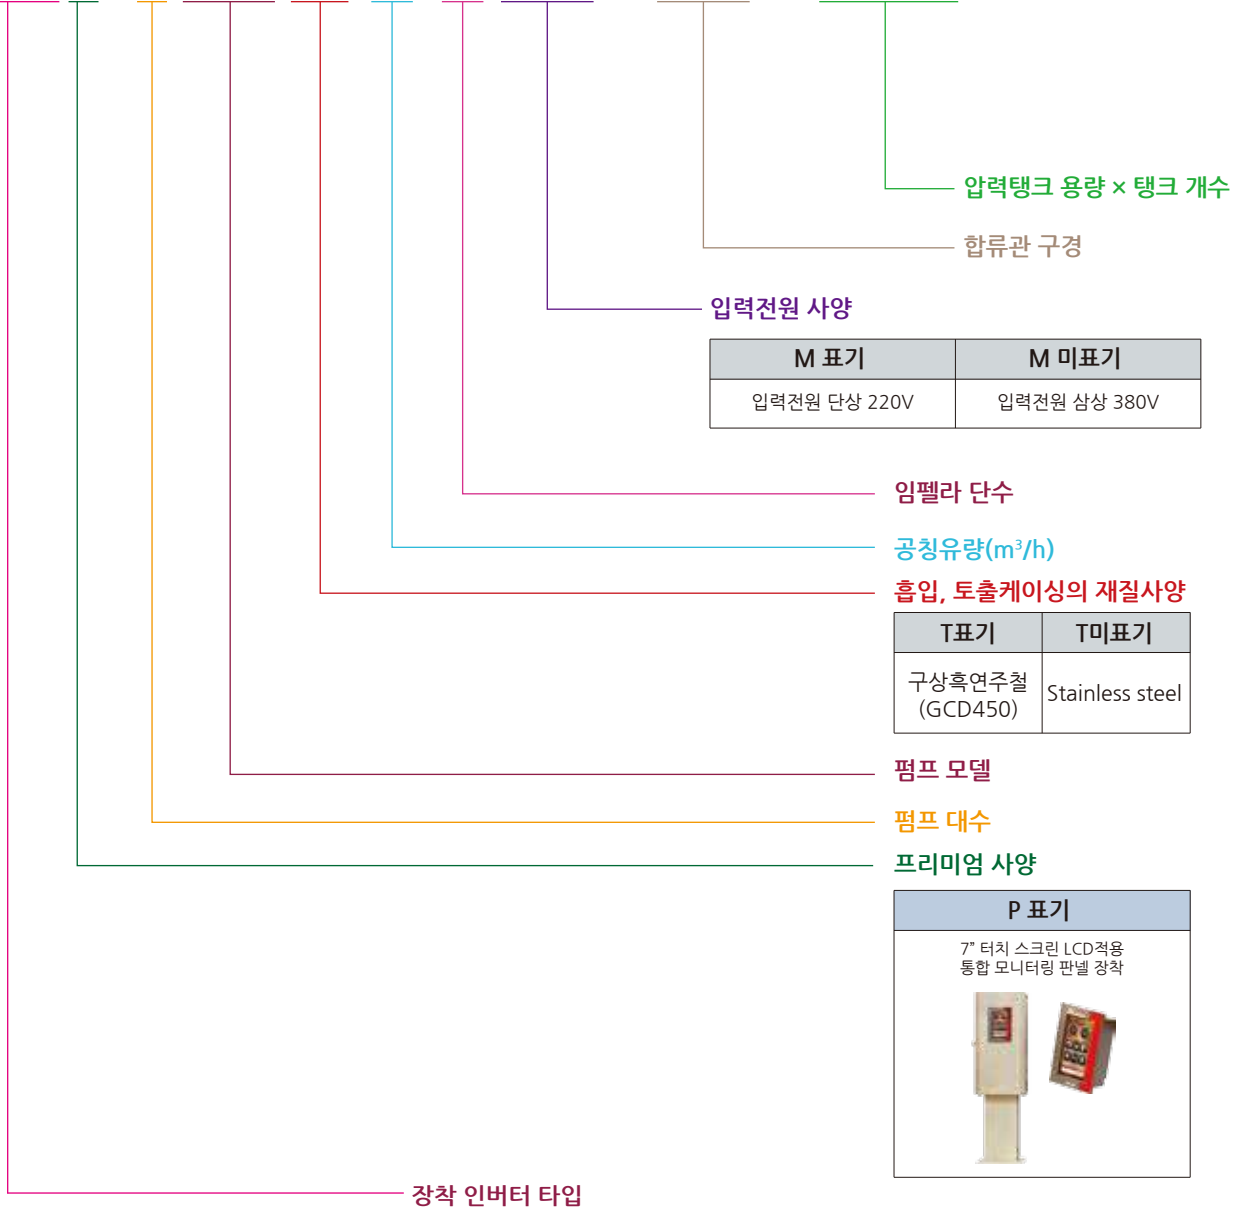 압력탱크 용량 × 탱크 개수
합류관 구경
입력전원 사양
M 표기 M 미표기
입력전원 단상 220V 입력전원 삼상 380V
임펠라 단수
공칭유량(m³/h)
흡입, 토출케이싱의 재질사양
T표기 T미표기
구상흑연주철
(GCD450)
Stainless steel
펌프 모델
펌프 대수
프리미엄 사양
P 표기
7” 터치 스크린 LCD적용
통합 모니터링 판넬 장착
장착 인버터 타입